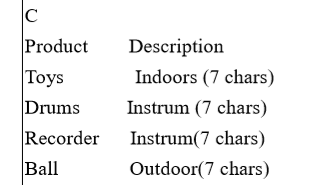 C
Product Description
Toys Indoors (7 chars)
Drums Instrum (7 chars)
Recorder Instrum(7 chars)
Ball Outdoor(7 chars)